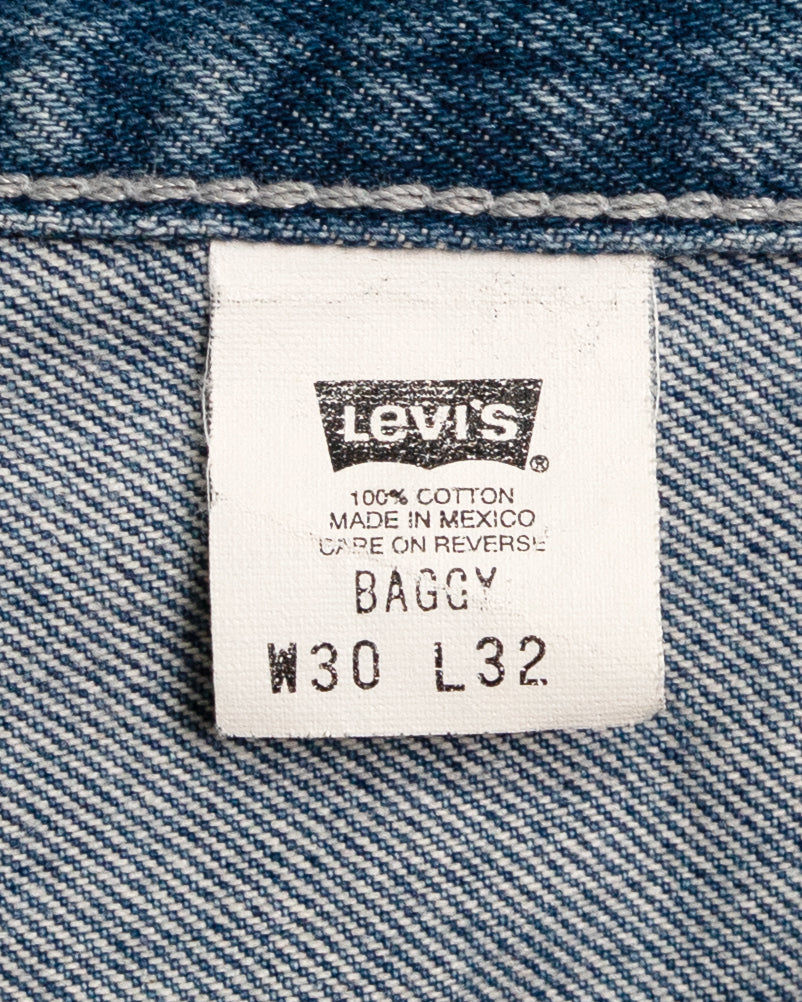 LEVI'S ®
100% COTTON
MADE IN MEXICO
CARE ON REVERSE
BAGGY
W30 L32